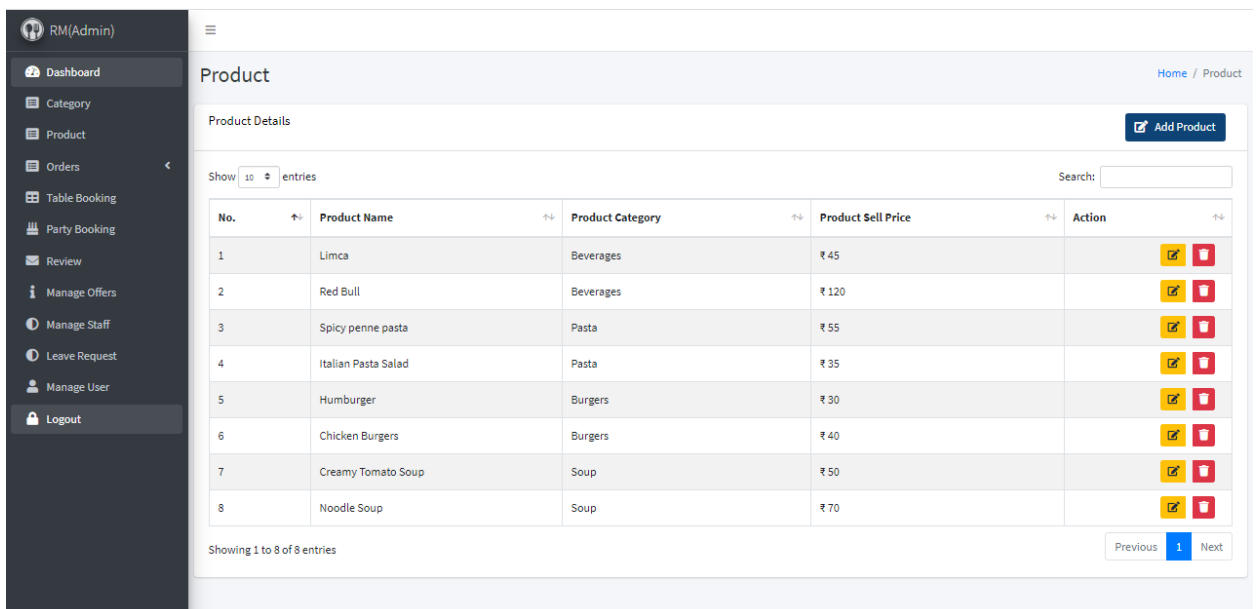 RM(Admin)
Dashboard
Category
Product
Orders
Table Booking
Party Booking
Review
Manage Offers
Manage Staff
Leave Request
Manage User
Logout
Product
Home / Product
Product Details
Add Product
Show 10 entries
Search:
No. Product Name Product Category Product Sell Price Action
1 Limca Beverages ₹ 45
2 Red Bull Beverages ₹ 120
3 Spicy penne pasta Pasta ₹ 55
4 Italian Pasta Salad Pasta ₹ 35
5 Humburger Burgers ₹ 30
6 Chicken Burgers Burgers ₹ 40
7 Creamy Tomato Soup Soup ₹ 50
8 Noodle Soup Soup ₹ 70
Showing 1 to 8 of 8 entries
Previous 1 Next